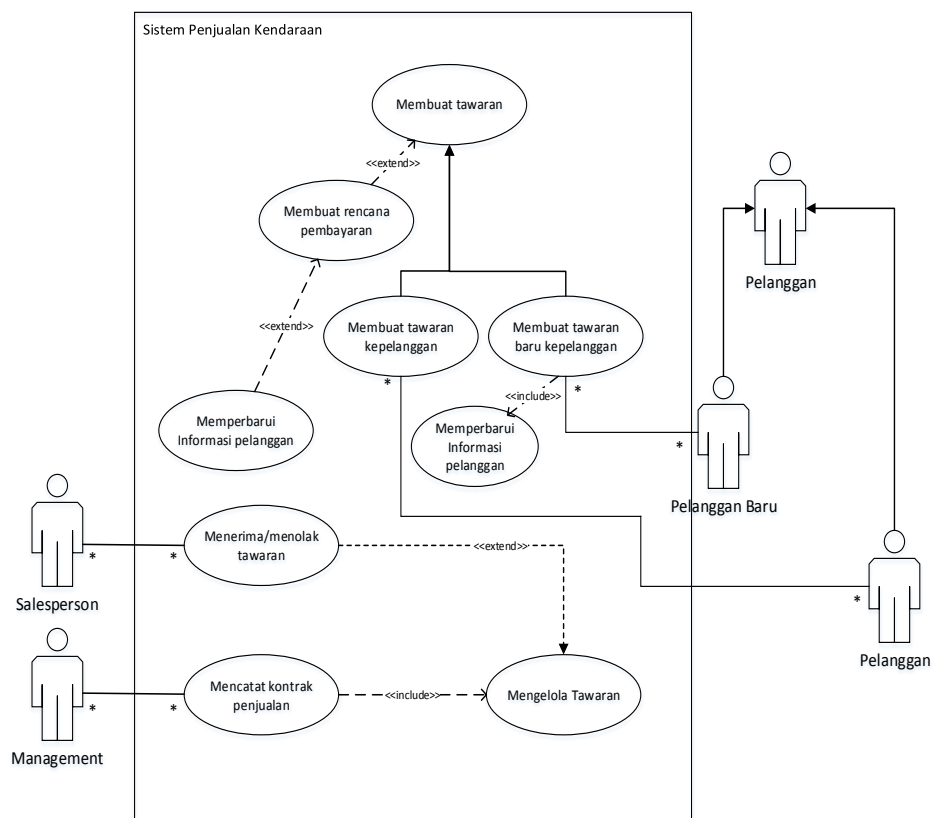 Sistem Penjualan Kendaraan
Membuat tawaran
<<extend>>
Membuat rencana
pembayaran
Pelanggan
<<extend>>
Membuat tawaran
kepelanggan
*
Membuat tawaran
baru kepelanggan
*
<<include>>
Memperbarui
Informasi pelanggan
Memperbarui
Informasi
pelanggan
*
Pelanggan Baru
Menerima/menolak
tawaran
*
*
<<extend>>
Salesperson
*
Pelanggan
Mencatat kontrak
penjualan
*
*
<<include>>
Mengelola Tawaran
Management